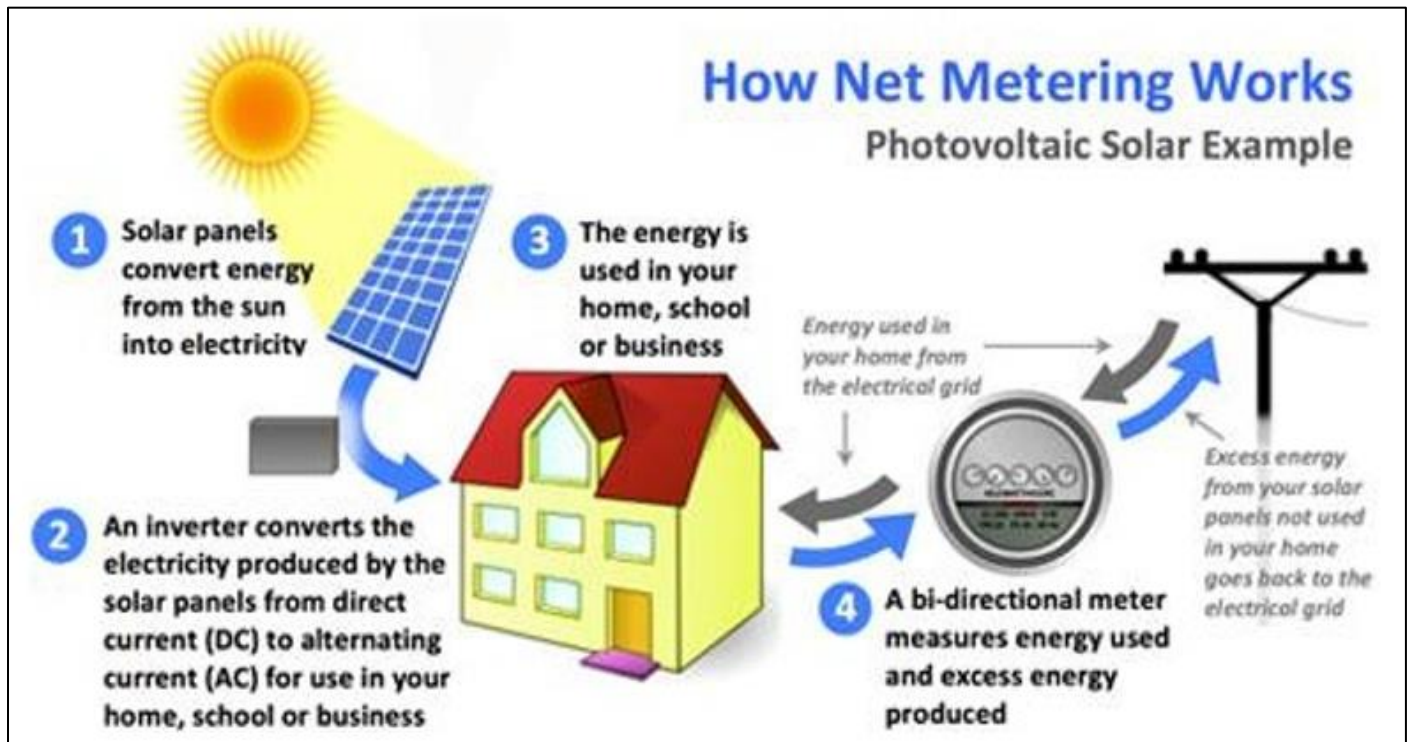 How Net Metering Works
Photovoltaic Solar Example
1
Solar panels
convert energy
from the sun
into electricity
2
An inverter converts the
electricity produced by the
solar panels from direct
current (DC) to alternating
current (AC) for use in your
home, school or business
3
The energy is
used in your
home, school
or business
Energy used in
your home from
the electrical grid
4
A bi-directional meter
measures energy used
and excess energy
produced
Excess energy
from your solar
panels not used
in your home
goes back to the
electrical grid